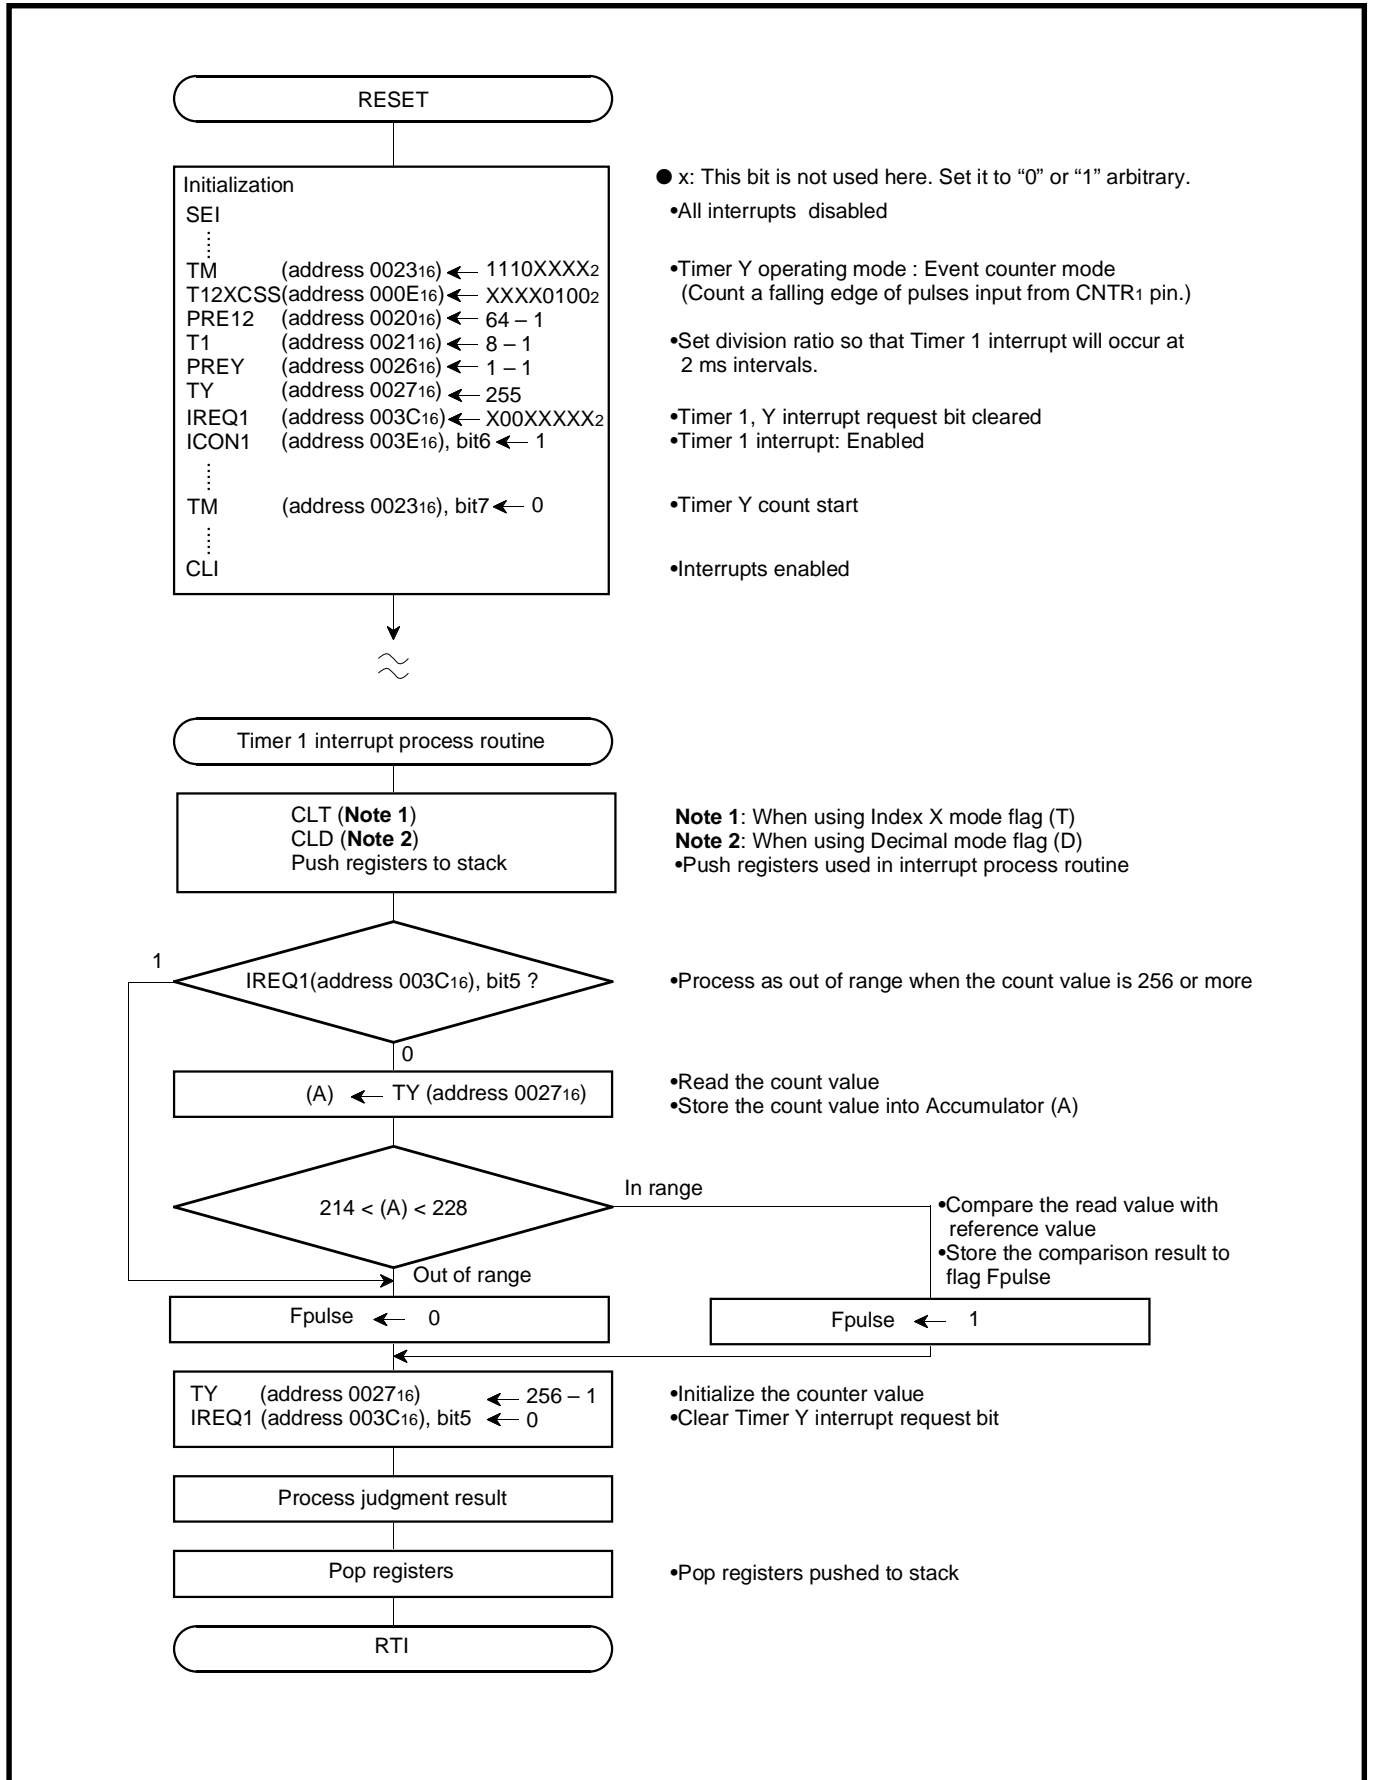 RESET
Initialization
● x: This bit is not used here. Set it to “0” or “1” arbitrary.
SEI
•All interrupts disabled
TM (address 002316) ← 1110XXXX2
•Timer Y operating mode : Event counter mode
T12XCSS(address 000E16) ← XXXX01002
(Count a falling edge of pulses input from CNTR1 pin.)
PRE12 (address 002016) ← 64 – 1
T1 (address 002116) ← 8 – 1
•Set division ratio so that Timer 1 interrupt will occur at
PREY (address 002616) ← 1 – 1
2 ms intervals.
TY (address 002716) ← 255
IREQ1 (address 003C16) ← X00XXXXX2
•Timer 1, Y interrupt request bit cleared
ICON1 (address 003E16), bit6 ← 1
•Timer 1 interrupt: Enabled
TM (address 002316), bit7 ← 0
•Timer Y count start
CLI
•Interrupts enabled
Timer 1 interrupt process routine
CLT (Note 1)
Note 1: When using Index X mode flag (T)
CLD (Note 2)
Note 2: When using Decimal mode flag (D)
Push registers to stack
•Push registers used in interrupt process routine
1
IREQ1(address 003C16), bit5 ?
•Process as out of range when the count value is 256 or more
0
(A) ← TY (address 002716)
•Read the count value
•Store the count value into Accumulator (A)
In range
214 < (A) < 228
•Compare the read value with
reference value
•Store the comparison result to
flag Fpulse
Out of range
Fpulse ← 0
Fpulse ← 1
TY (address 002716) ← 256 – 1
•Initialize the counter value
IREQ1 (address 003C16), bit5 ← 0
•Clear Timer Y interrupt request bit
Process judgment result
Pop registers
•Pop registers pushed to stack
RTI